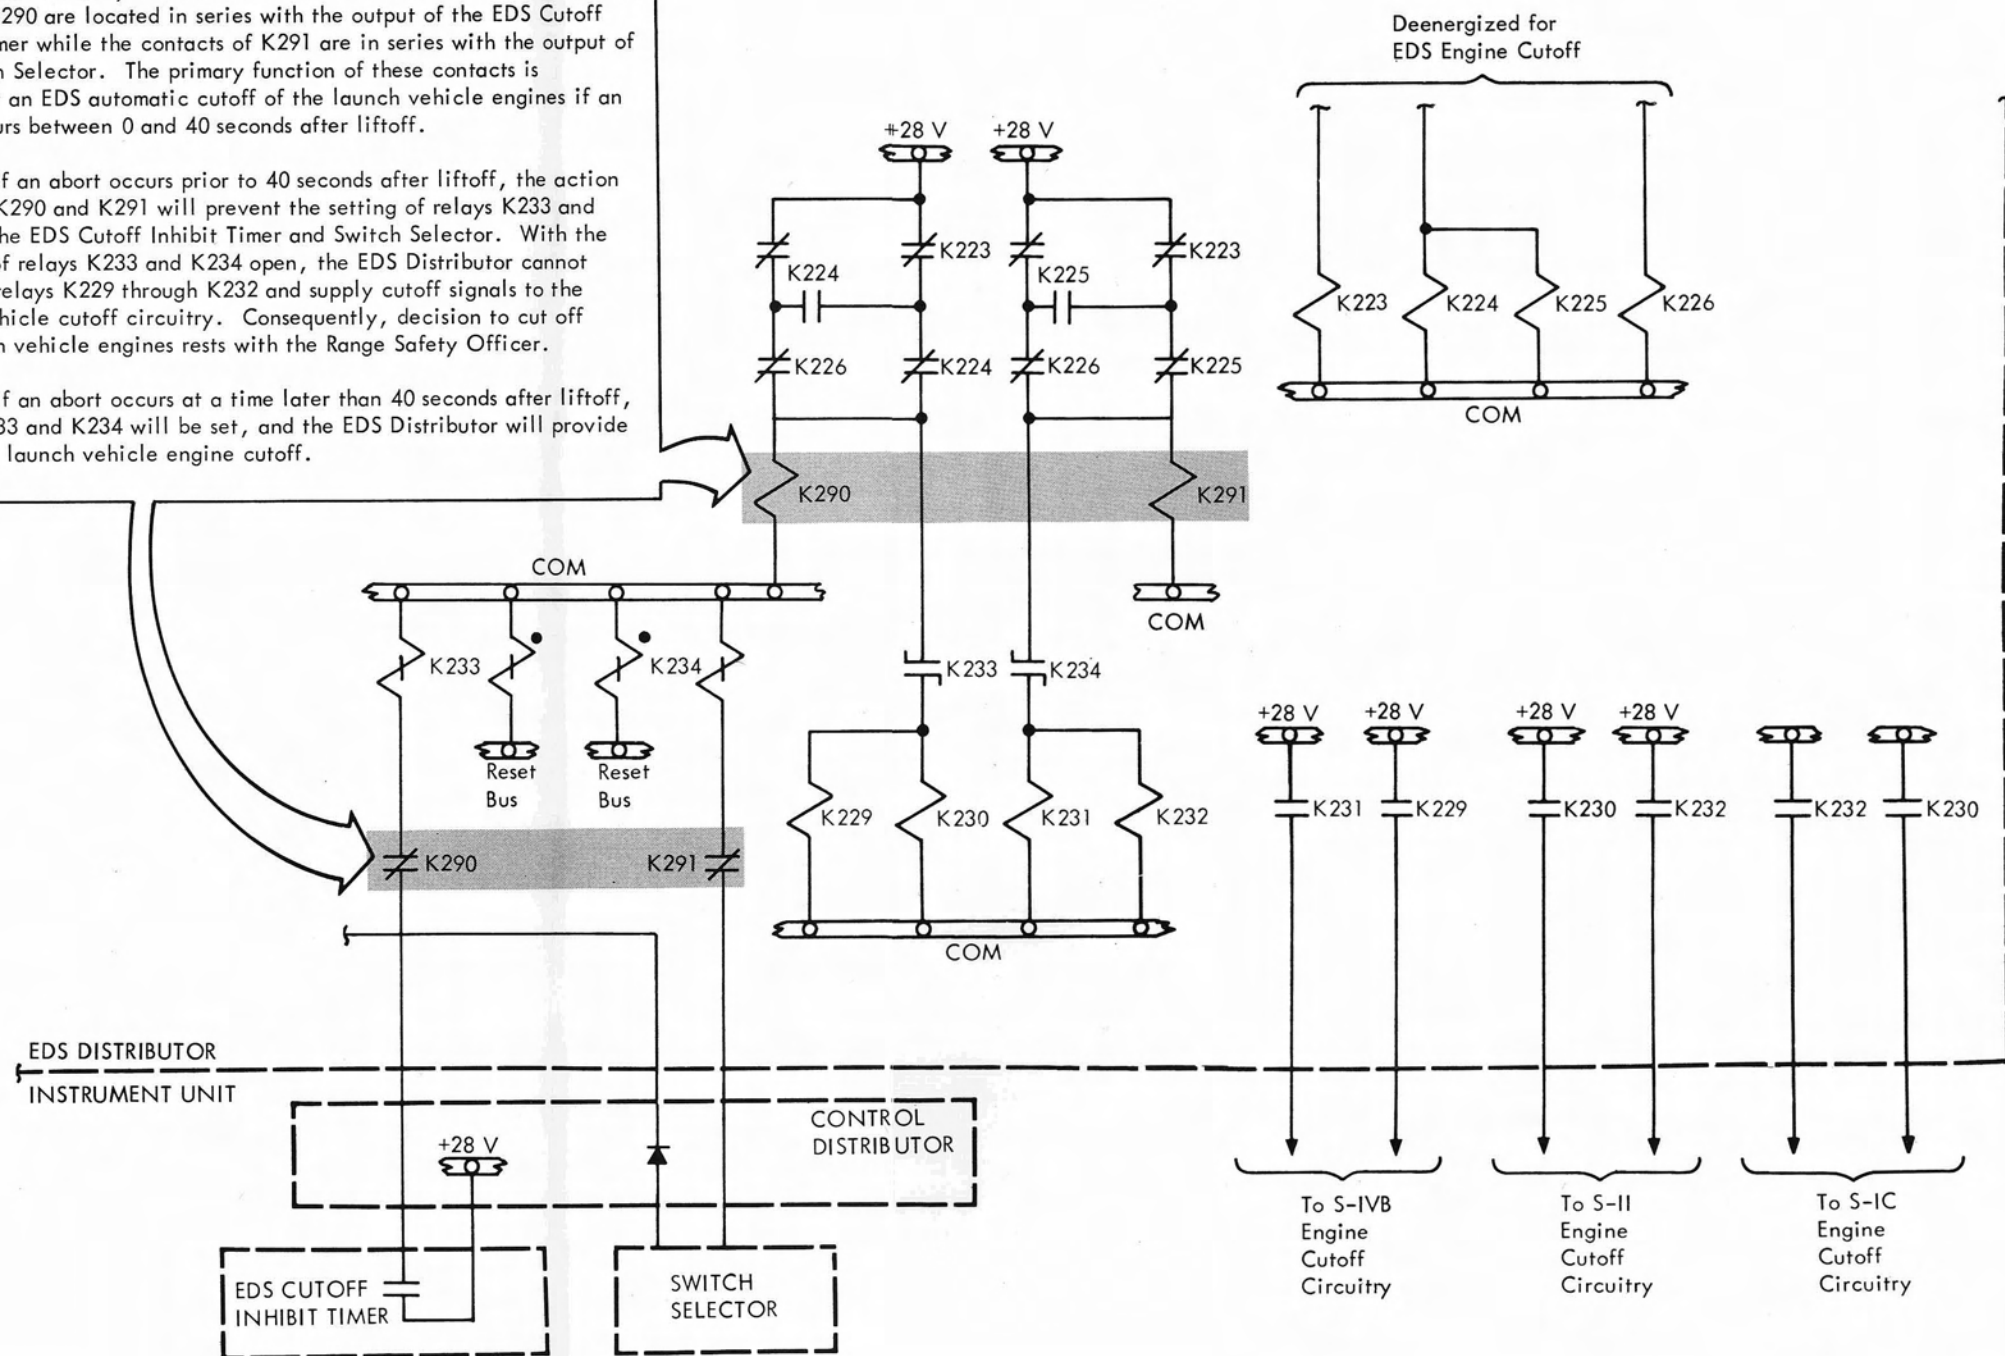 290 are located in series with the output of the EDS Cutoff
mer while the contacts of K291 are in series with the output of
Selector. The primary function of these contacts is
an EDS automatic cutoff of the launch vehicle engines if an
urs between 0 and 40 seconds after liftoff.
f an abort occurs prior to 40 seconds after liftoff, the action
K290 and K291 will prevent the setting of relays K233 and
he EDS Cutoff Inhibit Timer and Switch Selector. With the
f relays K233 and K234 open, the EDS Distributor cannot
relays K229 through K232 and supply cutoff signals to the
hicle cutoff circuitry. Consequently, decision to cut off
vehicle engines rests with the Range Safety Officer.
f an abort occurs at a time later than 40 seconds after liftoff,
33 and K234 will be set, and the EDS Distributor will provide
launch vehicle engine cutoff.
Deenergized for
EDS Engine Cutoff
+28 V +28 V
K224 K223 K225 K223
K226 K224 K226 K225
K223 K224 K225 K226
COM
K290 K291
COM
COM
K233 K234
K233 K234
Reset
Bus
Reset
Bus
K290 K291
K229 K230 K231 K232
COM
+28 V +28 V +28 V +28 V
K231 K229 K230 K232 K232 K230
EDS DISTRIBUTOR
INSTRUMENT UNIT
CONTROL
DISTRIBUTOR
+28 V
EDS CUTOFF
INHIBIT TIMER
SWITCH
SELECTOR
To S-IVB
Engine
Cutoff
Circuitry
To S-II
Engine
Cutoff
Circuitry
To S-IC
Engine
Cutoff
Circuitry